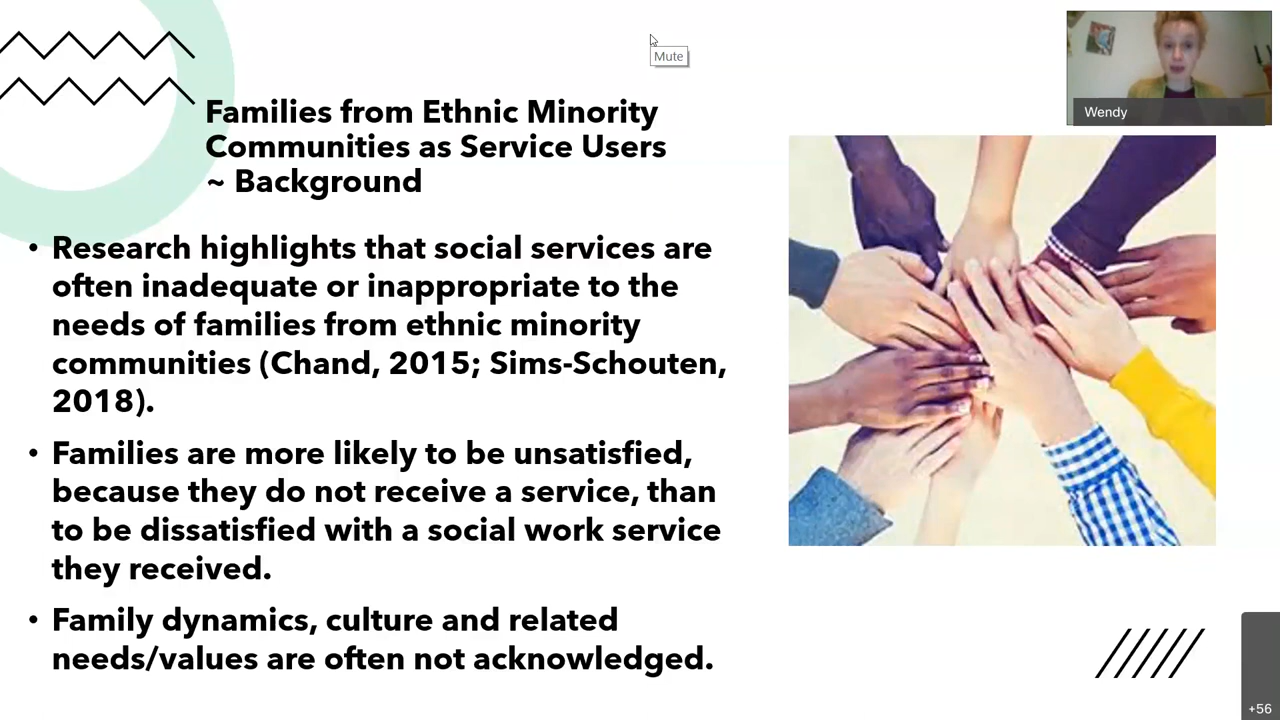 Mute
Wendy
Families from Ethnic Minority
Communities as Service Users
~ Background
• Research highlights that social services are
often inadequate or inappropriate to the
needs of families from ethnic minority
communities (Chand, 2015; Sims-Schouten,
2018).
• Families are more likely to be unsatisfied,
because they do not receive a service, than
to be dissatisfied with a social work service
they received.
• Family dynamics, culture and related
needs/values are often not acknowledged.
+56